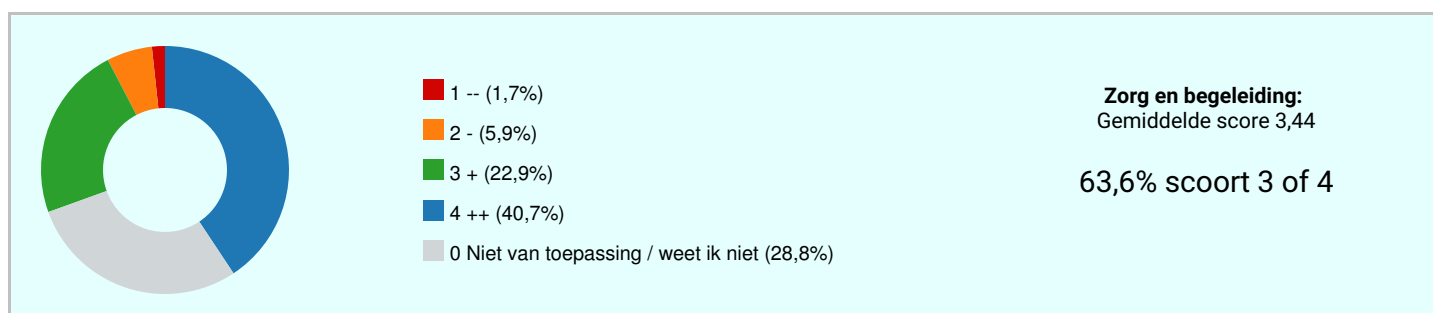 1 -- (1,7%)
2 - (5,9%)
3 + (22,9%)
4 ++ (40,7%)
0 Niet van toepassing / weet ik niet (28,8%)
Zorg en begeleiding:
Gemiddelde score 3,44
63,6% scoort 3 of 4